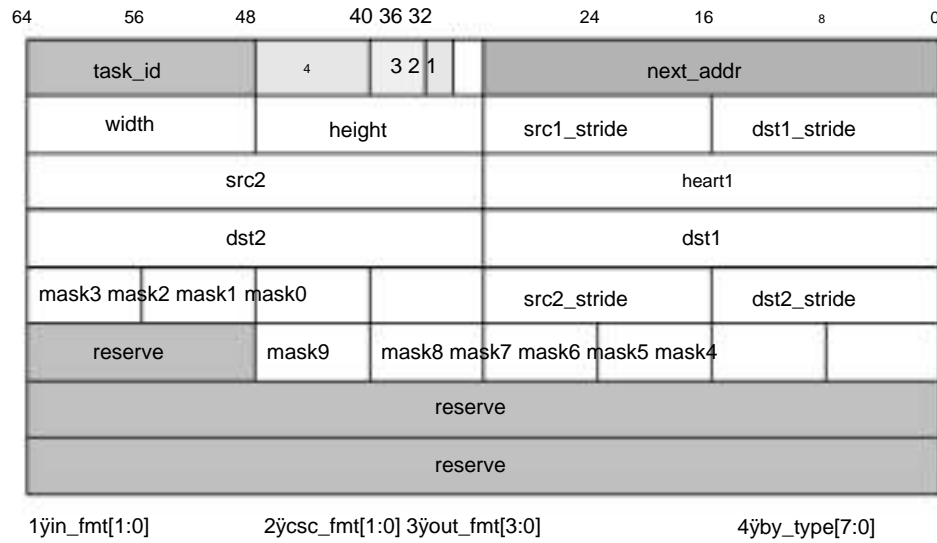 64 56 48 40 36 32 24 16 8 0
task_id 4 3 2 1 next_addr
width height src1_stride dst1_stride
src2 heart1
dst2 dst1
mask3 mask2 mask1 mask0 src2_stride dst2_stride
reserve mask9 mask8 mask7 mask6 mask5 mask4
reserve
reserve
1ÿin_fmt[1:0] 2ÿcsc_fmt[1:0] 3ÿout_fmt[3:0] 4ÿby_type[7:0]